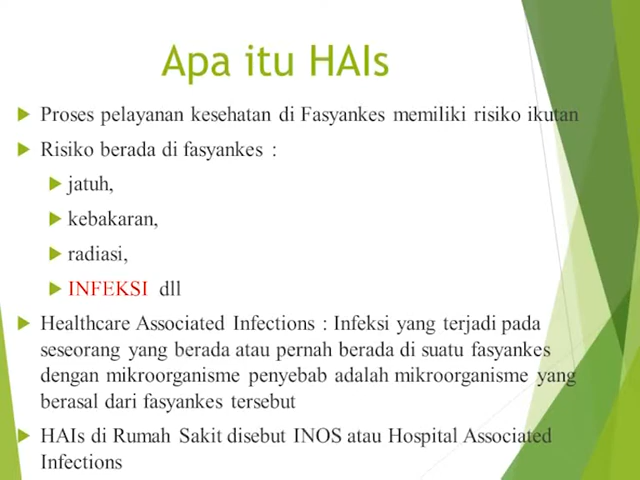 Apa itu HAIs
Proses pelayanan kesehatan di Fasyankes memiliki risiko ikutan
Risiko berada di fasyankes :
jatuh,
kebakaran,
radiasi,
INFEKSI dll
Healthcare Associated Infections : Infeksi yang terjadi pada
seseorang yang berada atau pernah berada di suatu fasyankes
dengan mikroorganisme penyebab adalah mikroorganisme yang
berasal dari fasyankes tersebut
HAIs di Rumah Sakit disebut INOS atau Hospital Associated
Infections